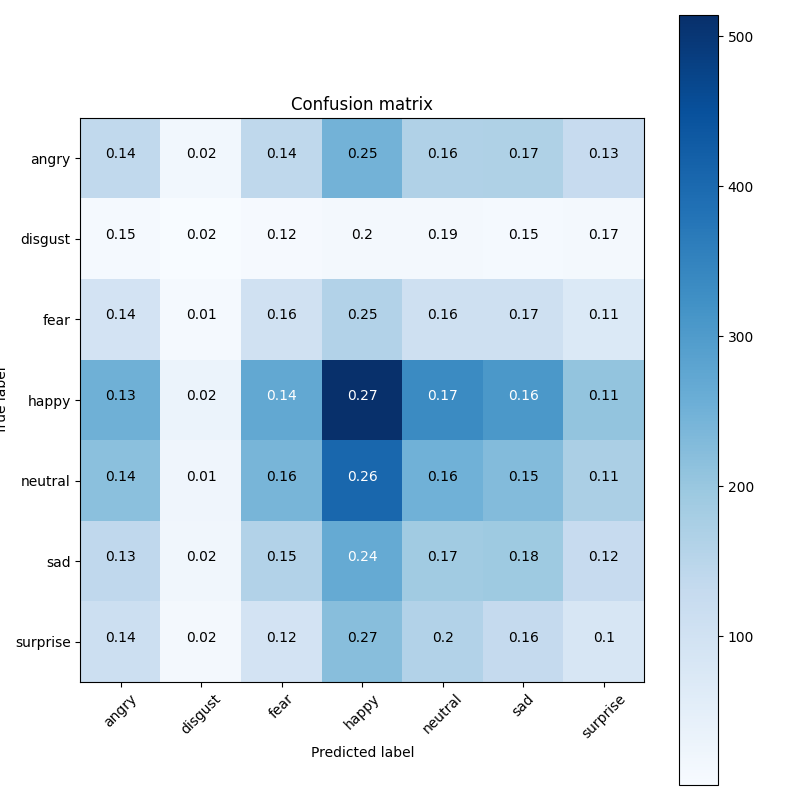 Confusion matrix
angry 0.14 0.02 0.14 0.25 0.16 0.17 0.13
disgust 0.15 0.02 0.12 0.2 0.19 0.15 0.17
fear 0.14 0.01 0.16 0.25 0.16 0.17 0.11
happy 0.13 0.02 0.14 0.27 0.17 0.16 0.11
neutral 0.14 0.01 0.16 0.26 0.16 0.15 0.11
sad 0.13 0.02 0.15 0.24 0.17 0.18 0.12
surprise 0.14 0.02 0.12 0.27 0.2 0.16 0.1
angry disgust fear happy neutral sad surprise
Predicted label
500
400
300
200
100